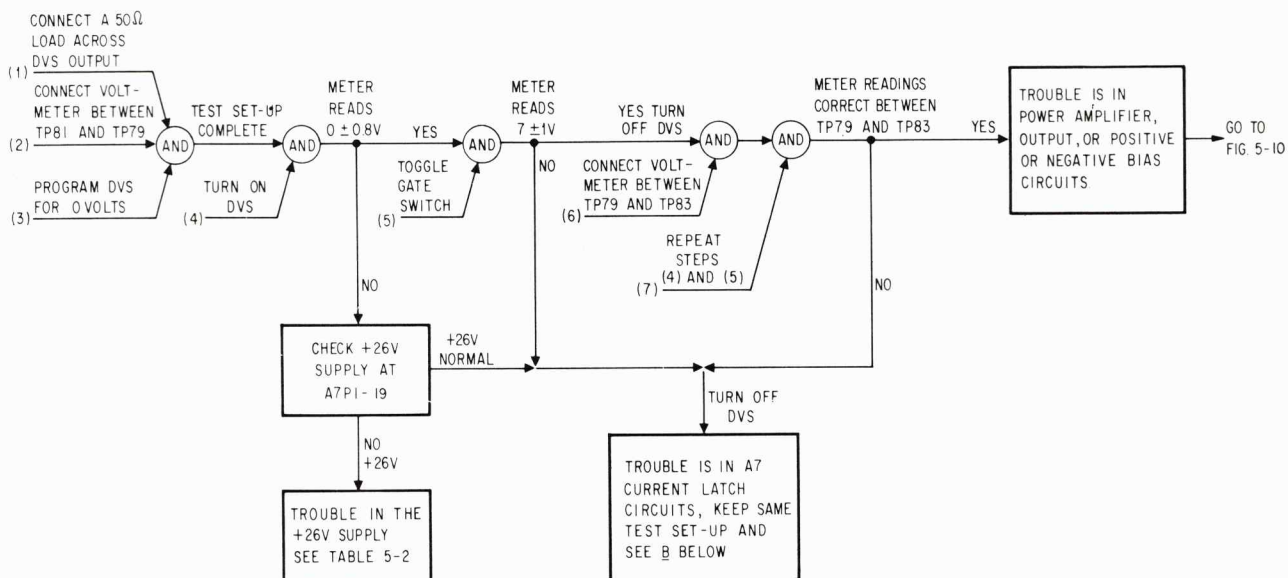 CONNECT A 50Ω
LOAD ACROSS
DVS OUTPUT
(1)
CONNECT VOLT-
METER BETWEEN
TP81 AND TP79
(2)
PROGRAM DVS
FOR 0 VOLTS
(3)
AND
TEST SET-UP
COMPLETE
TURN ON
DVS
(4)
AND
METER
READS
0 ± 0.8V
YES
TOGGLE
GATE
SWITCH
(5)
AND
METER
READS
7 ± 1V
NO
YES TURN
OFF DVS
CONNECT VOLT-
METER BETWEEN
TP79 AND TP83
(6)
AND
REPEAT
STEPS
(4) AND (5)
(7)
AND
METER READINGS
CORRECT BETWEEN
TP79 AND TP83
YES
TROUBLE IS IN
POWER AMPLIFIER,
OUTPUT, OR POSITIVE
OR NEGATIVE BIAS
CIRCUITS
GO TO
FIG. 5-10
NO
NO
CHECK +26V
SUPPLY AT
A7P1-19
+26V
NORMAL
NO
+26V
TROUBLE IN THE
+26V SUPPLY
SEE TABLE 5-2
TURN OFF
DVS
TROUBLE IS IN A7
CURRENT LATCH
CIRCUITS, KEEP SAME
TEST SET-UP AND
SEE B BELOW